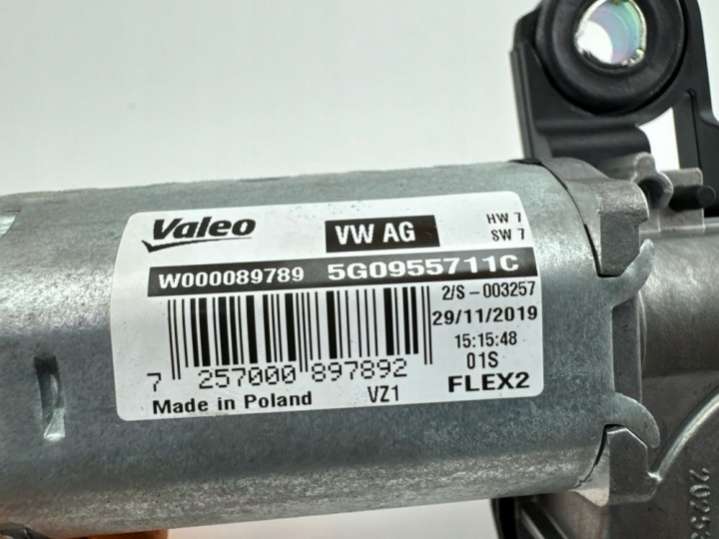 Valeo VW AG HW 7
SW 7
W000089789 5G0955711C
2/S-003257
29/11/2019
15:15:48
7 257000 897892 01S
Made in Poland VZ1 FLEX2